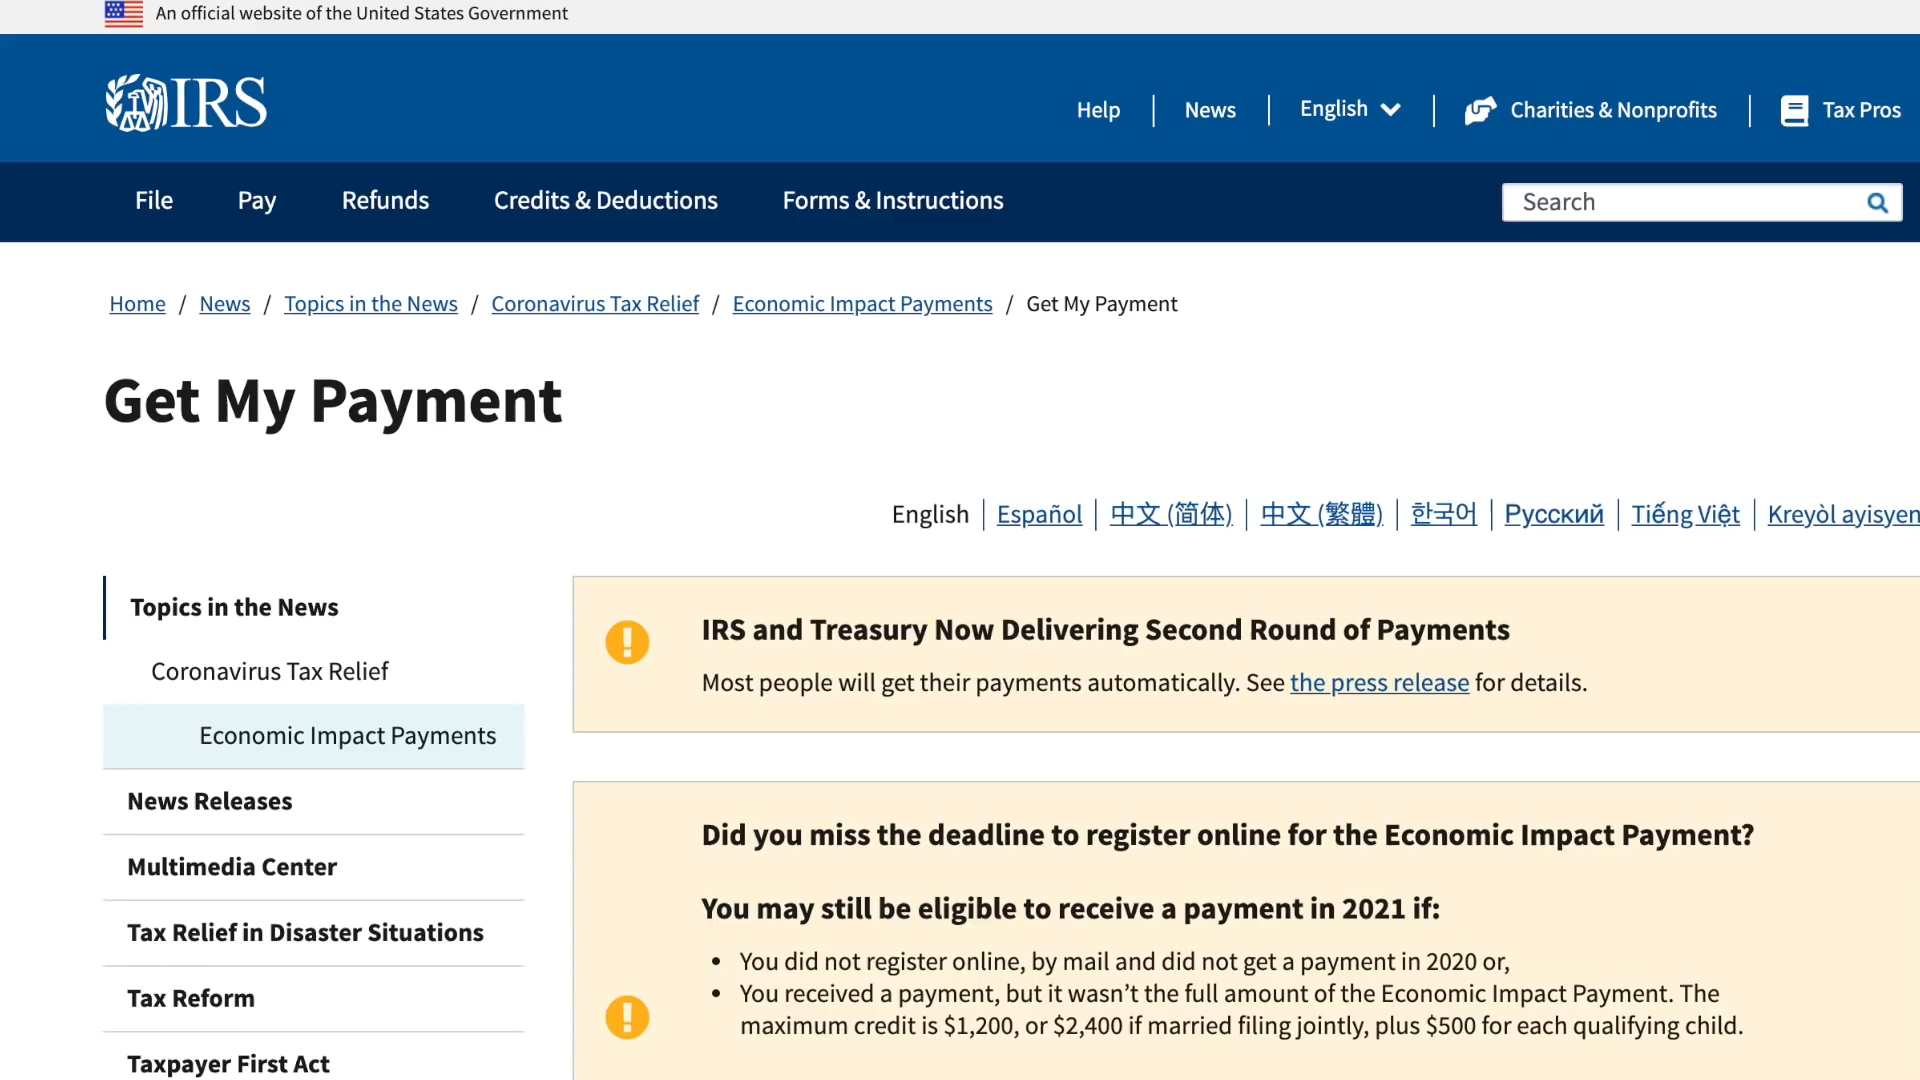 An official website of the United States Government
IRS
Help
News
English
Charities & Nonprofits
Tax Pros
File
Pay
Refunds
Credits & Deductions
Forms & Instructions
Search
Home / News / Topics in the News / Coronavirus Tax Relief / Economic Impact Payments / Get My Payment
Get My Payment
English | Español | 中文 (简体) | 中文 (繁體) | 한국어 | Русский | Tiếng Việt | Kreyòl ayisyen
Topics in the News
Coronavirus Tax Relief
Economic Impact Payments
News Releases
Multimedia Center
Tax Relief in Disaster Situations
Tax Reform
Taxpayer First Act
IRS and Treasury Now Delivering Second Round of Payments
Most people will get their payments automatically. See the press release for details.
Did you miss the deadline to register online for the Economic Impact Payment?
You may still be eligible to receive a payment in 2021 if:
• You did not register online, by mail and did not get a payment in 2020 or,
• You received a payment, but it wasn’t the full amount of the Economic Impact Payment. The
maximum credit is $1,200, or $2,400 if married filing jointly, plus $500 for each qualifying child.